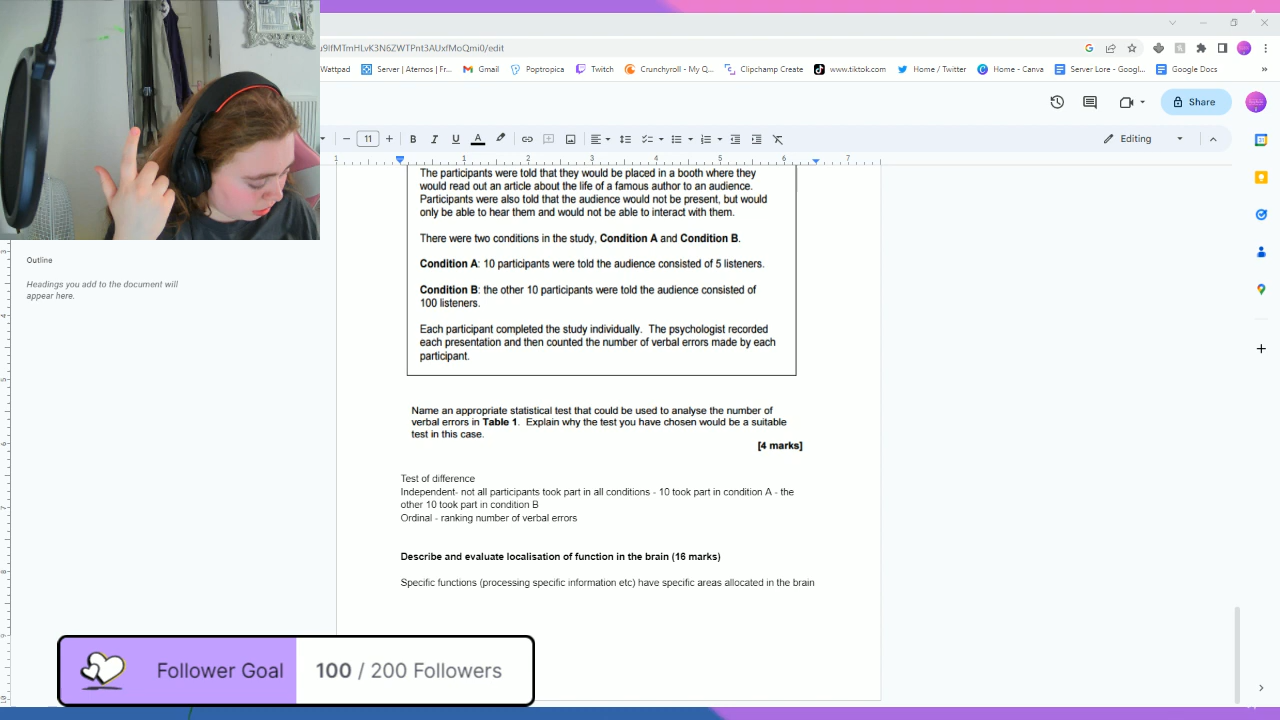 u9IfMTmHLvK3N6ZWTPnt3AUxfMoQmi0/edit
Wattpad
Server | Aternos | Fr...
Gmail
Poptropica
Twitch
Crunchyroll - My Q...
Clipchamp Create
www.tiktok.com
Home / Twitter
Home - Canva
Server Lore - Googl...
Google Docs
Share
11
Editing
1 1 2 3 4 5 6 7
The participants were told that they would be placed in a booth where they
would read out an article about the life of a famous author to an audience.
Participants were also told that the audience would not be present, but would
only be able to hear them and would not be able to interact with them.
There were two conditions in the study, Condition A and Condition B.
Condition A: 10 participants were told the audience consisted of 5 listeners.
Condition B: the other 10 participants were told the audience consisted of
100 listeners.
Each participant completed the study individually. The psychologist recorded
each presentation and then counted the number of verbal errors made by each
participant.
Outline
Headings you add to the document will
appear here.
Name an appropriate statistical test that could be used to analyse the number of
verbal errors in Table 1. Explain why the test you have chosen would be a suitable
test in this case.
[4 marks]
Test of difference
Independent- not all participants took part in all conditions - 10 took part in condition A - the
other 10 took part in condition B
Ordinal - ranking number of verbal errors
Describe and evaluate localisation of function in the brain (16 marks)
Specific functions (processing specific information etc) have specific areas allocated in the brain
Follower Goal
100 / 200 Followers